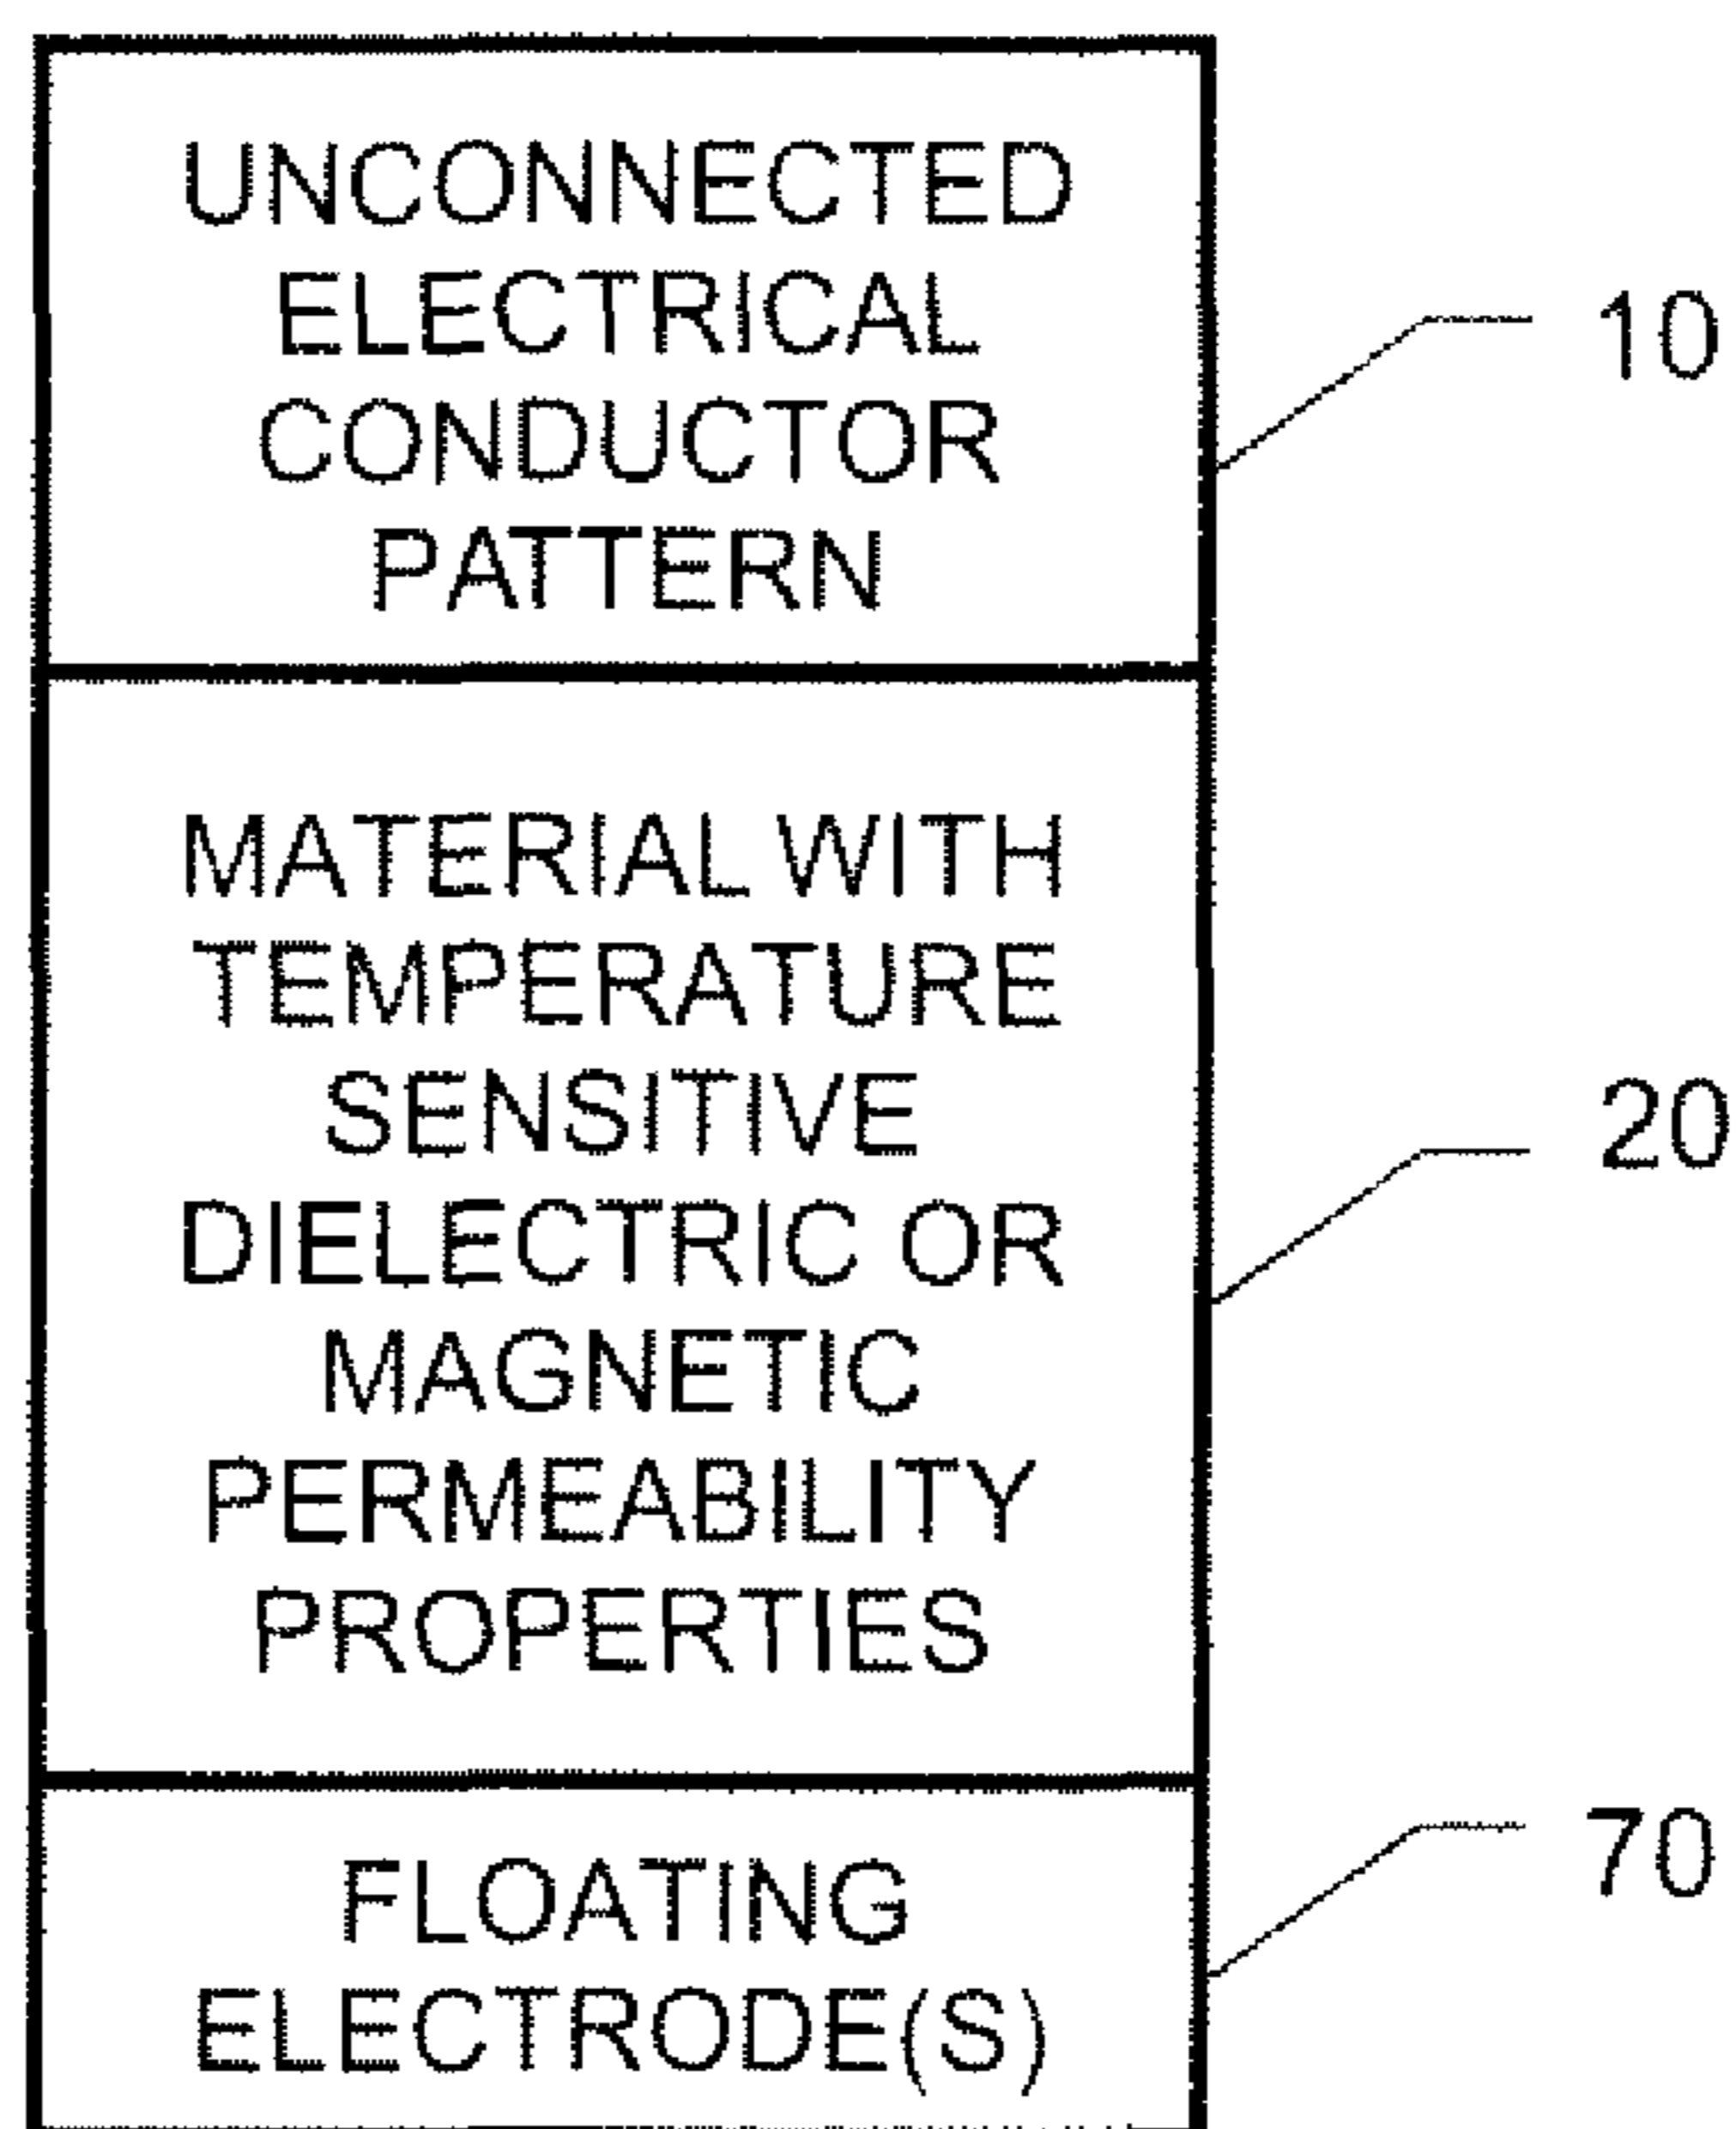 UNCONNECTED
ELECTRICAL
CONDUCTOR
PATTERN
10
MATERIAL WITH
TEMPERATURE
SENSITIVE
DIELECTRIC OR
MAGNETIC
PERMEABILITY
PROPERTIES
20
FLOATING
ELECTRODE(S)
70